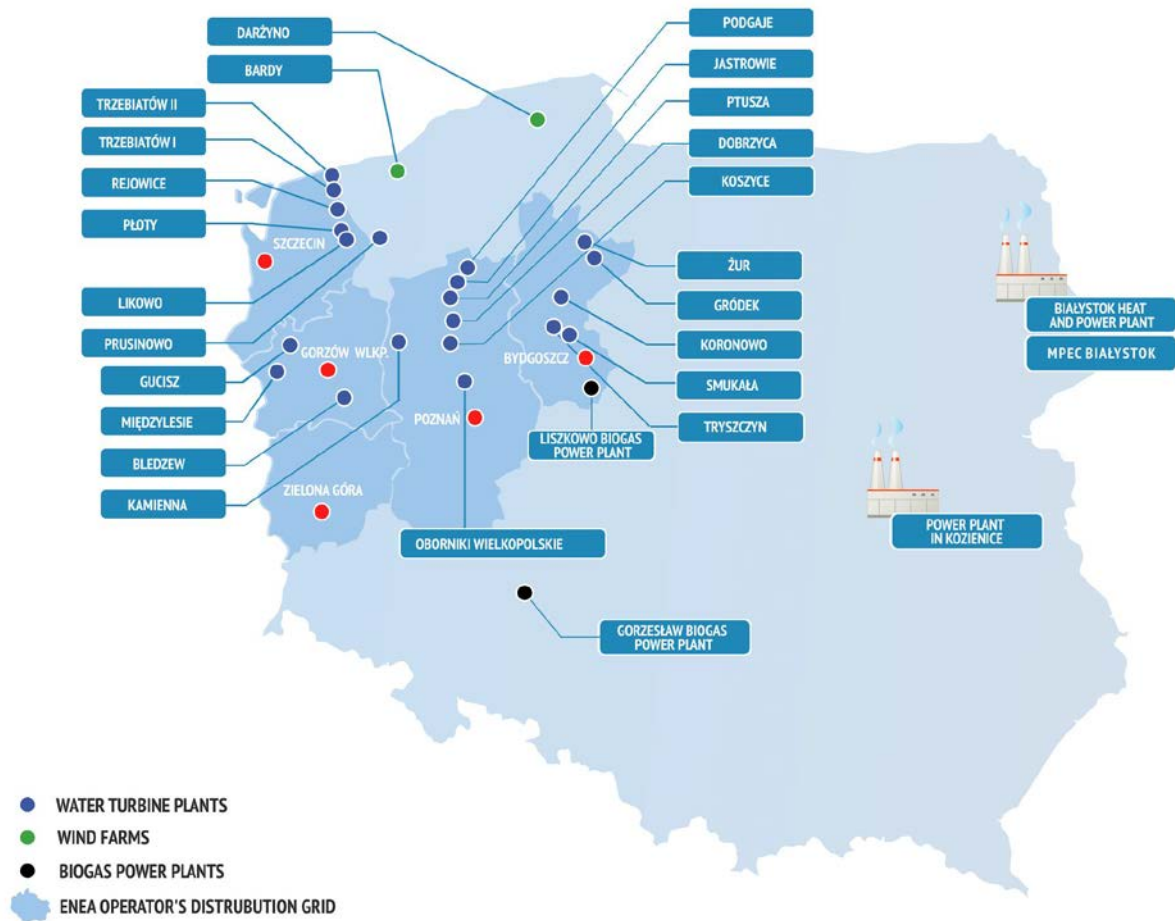 DARŻYNO
BARDY
TRZEBIATÓW II
TRZEBIATÓW I
REJOWICE
PŁOTY
LIKOWO
PRUSINOWO
GUCISZ
MIĘDZYLESIE
BLEDZEW
KAMIENNA
PODGAJE
JASTROWIE
PTUSZA
DOBRZYCA
KOSZYCE
ŻUR
GRÓDEK
KORONOWO
SMUKAŁA
TRYSZCZYN
SZCZECIN
GORZÓW WLKP.
BYDGOSZCZ
POZNAŃ
ZIELONA GÓRA
LISZKOWO BIOGAS
POWER PLANT
OBORNIKI WIELKOPOLSKIE
GORZESŁAW BIOGAS
POWER PLANT
BIAŁYSTOK HEAT
AND POWER PLANT
MPEC BIAŁYSTOK
POWER PLANT
IN KOZIENICE
WATER TURBINE PLANTS
WIND FARMS
BIOGAS POWER PLANTS
ENEA OPERATOR'S DISTRUBUTION GRID